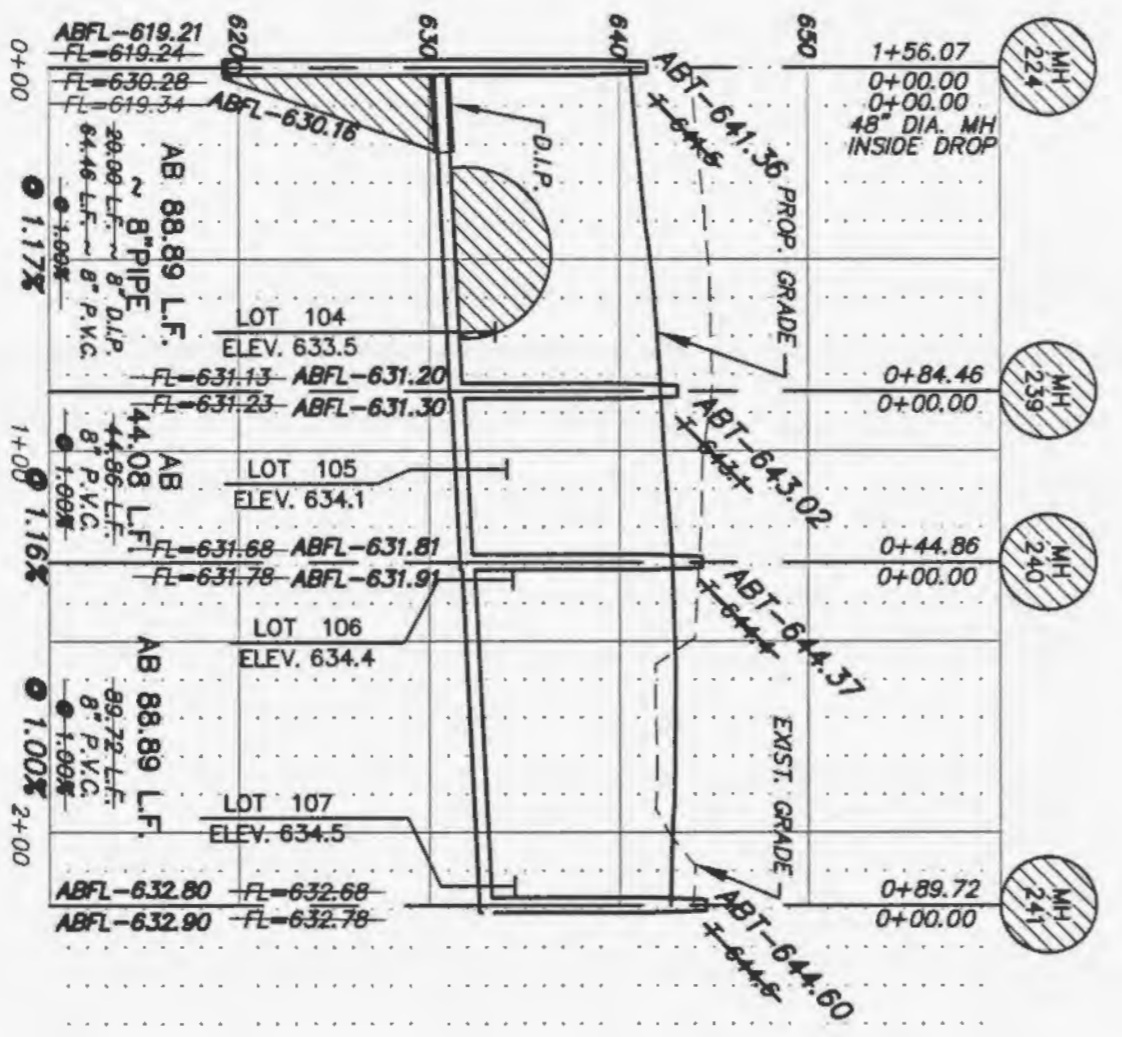 620
630
640
650
MH
224
1+56.07
0+00.00
0+00.00
48" DIA. MH
INSIDE DROP
ABFL-619.21
FL=619.24
FL=630.28
FL=619.34
ABFL-630.16
ABT-641.36
T-644.6
D.I.P.
PROP. GRADE
0+00
AB 88.89 L.F.
~ 8"PIPE
20.00 L.F. ~ 8" D.I.P.
64.46 L.F. ~ 8" P.V.C.
@ 1.00%
@ 1.17%
LOT 104
ELEV. 633.5
MH
239
0+84.46
0+00.00
FL=631.13 ABFL-631.20
FL=631.23 ABFL-631.30
ABT-643.02
T-643.1
1+00
AB
44.08 L.F.
44.86 L.F.
8" P.V.C.
@ 1.00%
@ 1.16%
LOT 105
ELEV. 634.1
MH
240
0+44.86
0+00.00
FL=631.68 ABFL-631.81
FL=631.78 ABFL-631.91
ABT-644.37
T-644.4
LOT 106
ELEV. 634.4
EXIST. GRADE
AB 88.89 L.F.
89.72 L.F.
8" P.V.C.
@ 1.00%
@ 1.00%
2+00
LOT 107
ELEV. 634.5
MH
241
0+89.72
0+00.00
ABFL-632.80 FL=632.68
ABFL-632.90 FL=632.78
ABT-644.60
T-644.6